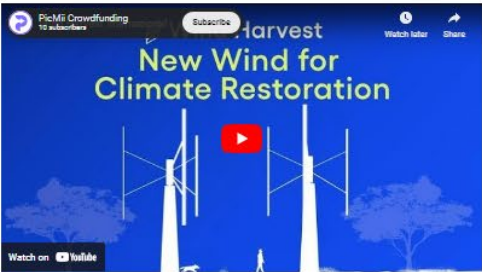 PicMii Crowdfunding
10 subscribers
Subscribe
Watch later
Share
Harvest
New Wind for
Climate Restoration
Watch on YouTube